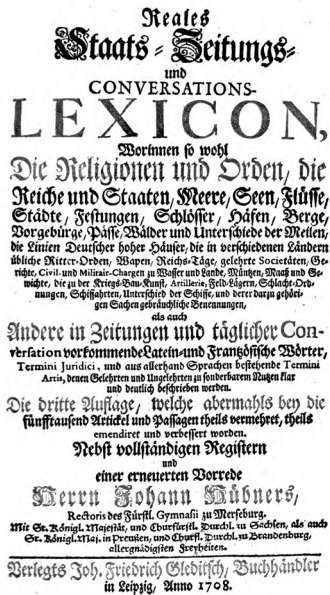 Reales
Staats- Zeitungs-
und
CONVERSATIONS-
LEXICON,
Worinnen so wohl
Die Religionen und Orden, die
Reiche und Staaten, Meere, Seen, Flüsse,
Städte, Festungen, Schlösser, Häfen, Berge,
Vorgebürge, Pässe, Wälder und Unterschiede der Meilen,
die Linien Deutscher hoher Häuser, die in verschiedenen Ländern
übliche Ritter-Orden, Wapen, Reichs-Täge, gelehrte Societäten, Ge-
richte, Civil- und Militair-Chargen zu Wasser und Lande, Müntzen, Maaß und Ge-
wichte, die zu der Kriegs-Bau-Kunst, Artillerie, Feld-Lägern, Schlacht-Ord-
nungen, Schiffahrten, Unterschied der Schiffe, und derer darzu gehöri-
gen Sachen gebräuchliche Benennungen,
als auch
Andere in Zeitungen und täglicher Con-
versation vorkommende Latein- und Frantzösische Wörter,
Termini Juridici, und aus allerhand Sprachen bestehende Termini
Artis, denen Gelehrten und Ungelehrten zu sonderbarem Nutzen klar
und deutlich beschrieben werden.
Die dritte Auflage, welche abermahls bey die
fünfftausend Artickel und Passagen theils vermehret, theils
emendiret und verbessert worden.
Nebst vollständigen Registern
und
einer erneuerten Vorrede
Herrn Johann Hübners,
Rectoris des Fürstl. Gymnasii zu Merseburg.
Mit Sr. Königl. Majestät, und Churfürstl. Durchl. zu Sachsen, als auch
Sr. Königl. Maj. in Preußen, und Churfl. Durchl. zu Brandenburg,
allergnädigsten Freyheiten.
Verlegts Joh. Friedrich Gleditsch, Buchhändler
in Leipzig, Anno 1708.